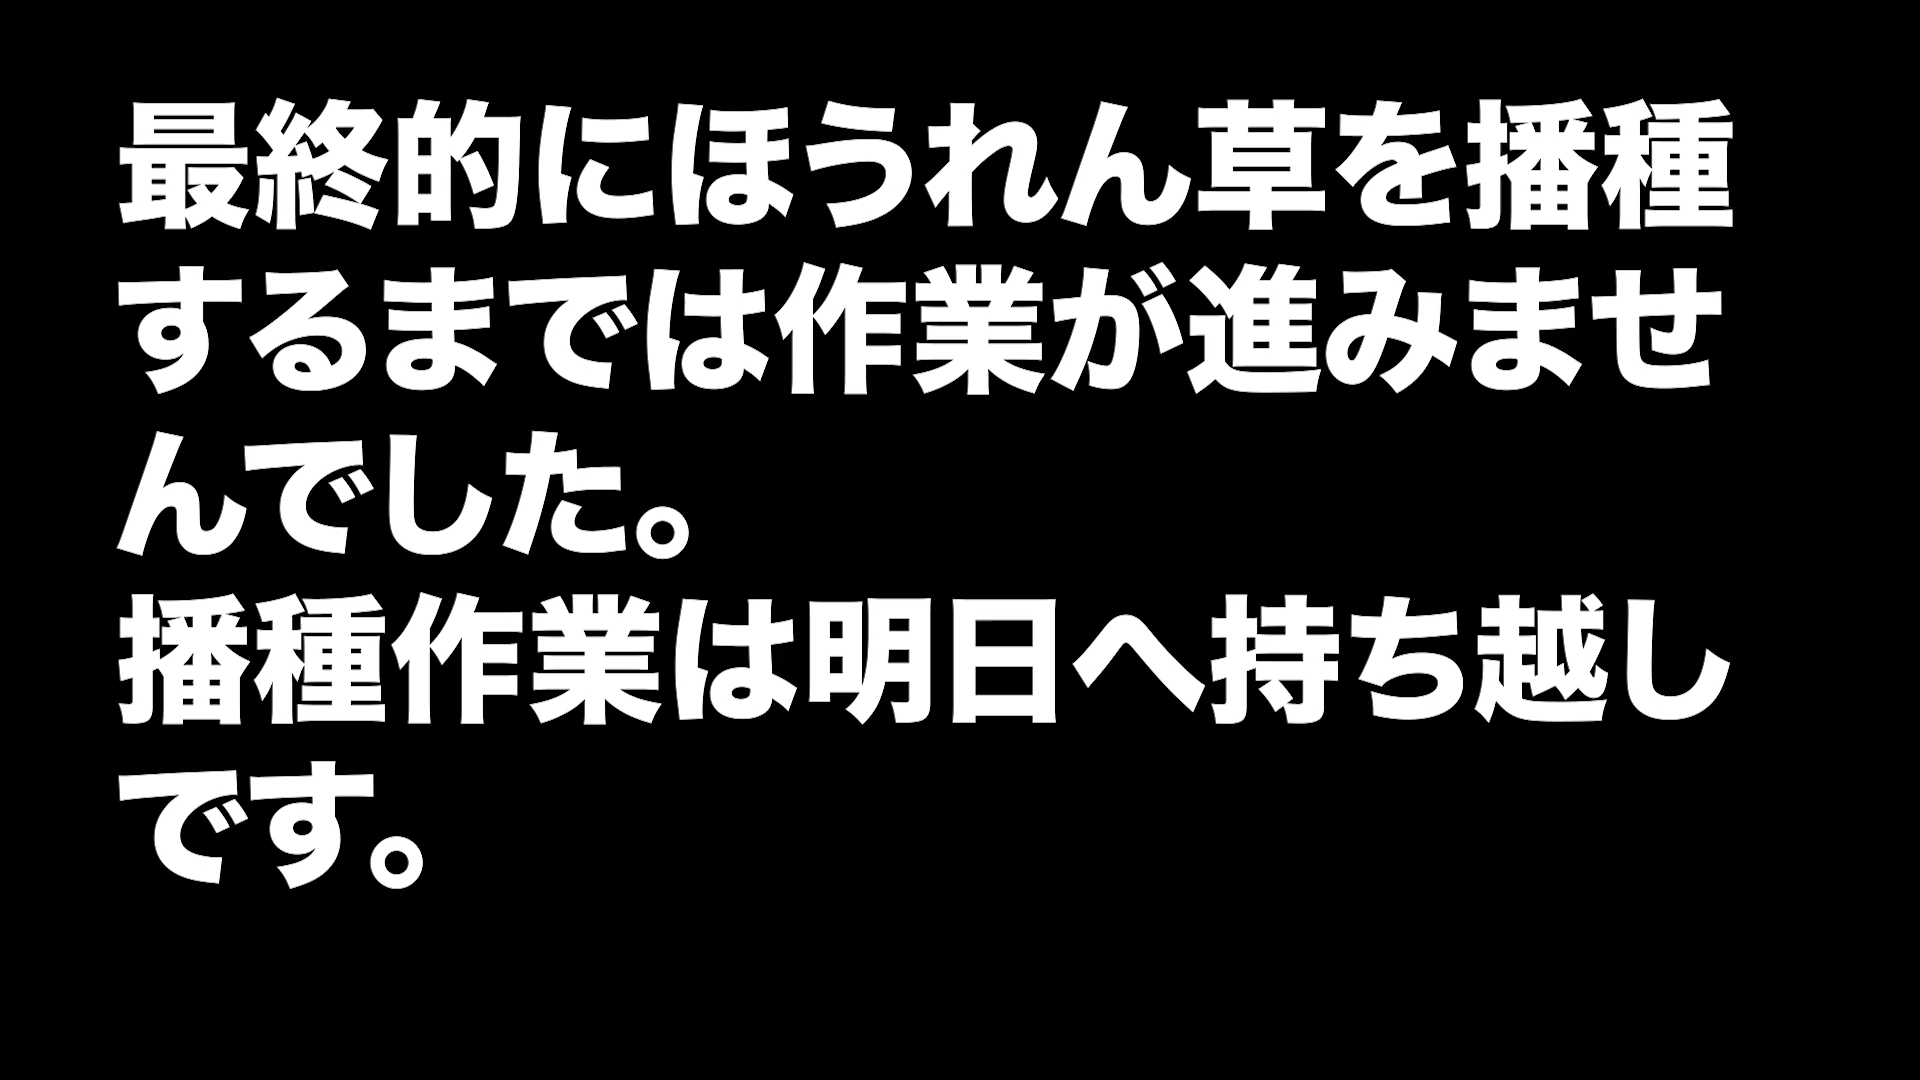 最終的にほうれん草を播種
するまでは作業が進みませ
んでした。
播種作業は明日へ持ち越し
です。